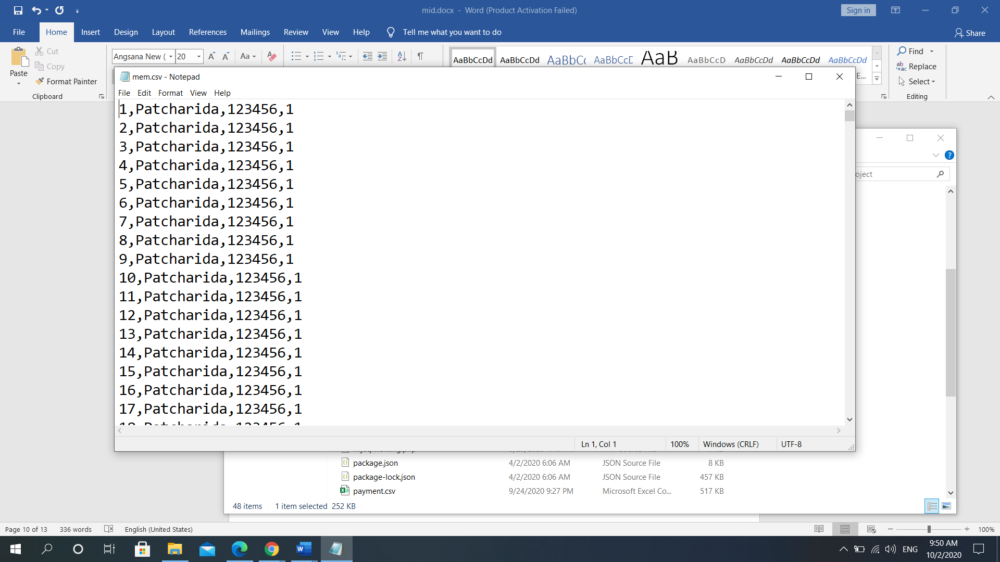 mid.docx - Word (Product Activation Failed)
Sign in
File Home Insert Design Layout References Mailings Review View Help Tell me what you want to do
Share
Paste
Cut
Copy
Format Painter
Clipboard
Angsana New ( 20
Aa
AaBbCcDd AaBbCcDd AaBbCc AaBbCcC AaB AaBbCcD AaBbCcDd AaBbCcDd AaBbCcDd
E...
Find
Replace
Select
Editing
mem.csv - Notepad
File Edit Format View Help
1,Patcharida,123456,1
2,Patcharida,123456,1
3,Patcharida,123456,1
4,Patcharida,123456,1
5,Patcharida,123456,1
6,Patcharida,123456,1
7,Patcharida,123456,1
8,Patcharida,123456,1
9,Patcharida,123456,1
10,Patcharida,123456,1
11,Patcharida,123456,1
12,Patcharida,123456,1
13,Patcharida,123456,1
14,Patcharida,123456,1
15,Patcharida,123456,1
16,Patcharida,123456,1
17,Patcharida,123456,1
18,Patcharida,123456,1
Ln 1, Col 1 100% Windows (CRLF) UTF-8
oject
package.json 4/2/2020 6:06 AM JSON Source File 8 KB
package-lock.json 4/2/2020 6:06 AM JSON Source File 457 KB
payment.csv 9/24/2020 9:27 PM Microsoft Excel Co... 517 KB
48 items 1 item selected 252 KB
Page 10 of 13 336 words English (United States) 100%
ENG
9:50 AM
10/2/2020